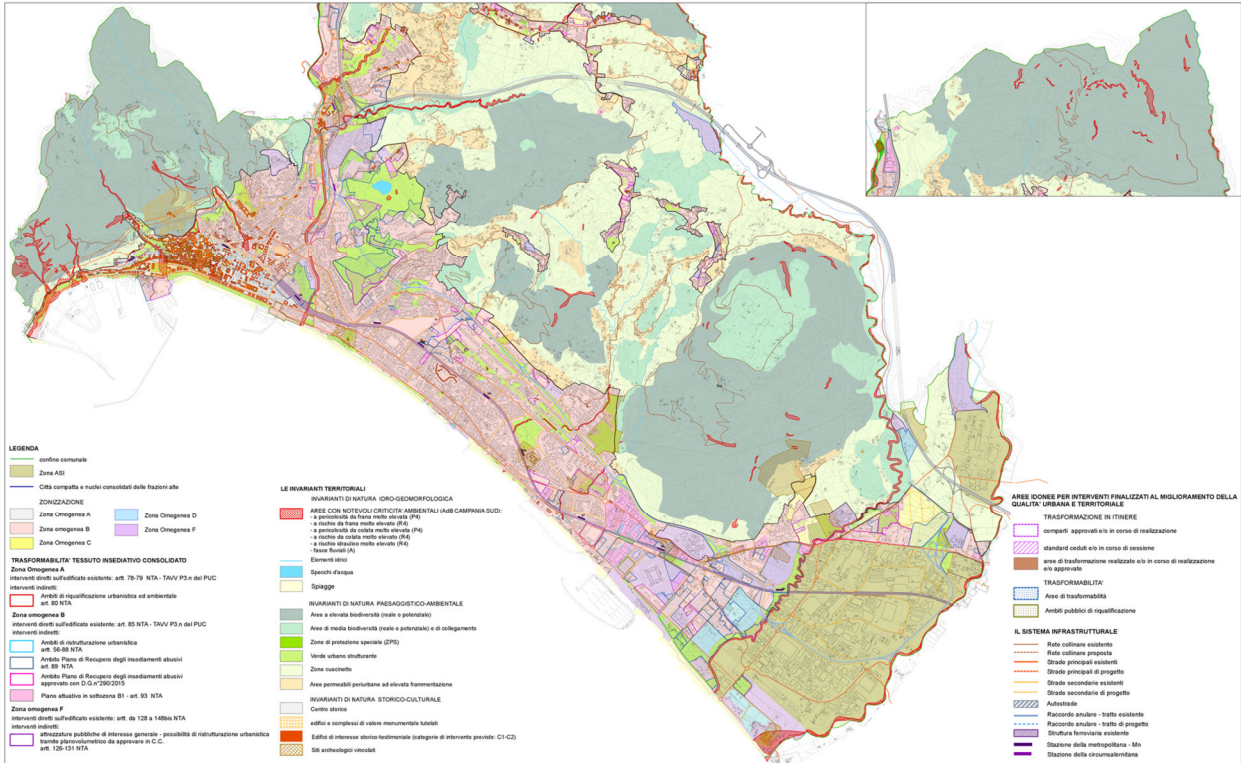 LEGENDA
confine comunale
Zona ASI
Città compatta e nuclei consolidati delle frazioni alte
ZONIZZAZIONE
Zona Omogenea A
Zona omogenea B
Zona Omogenea C
Zona Omogenea D
Zona Omogenea F
TRASFORMABILITA' TESSUTO INSEDIATIVO CONSOLIDATO
Zona Omogenea A
interventi diretti sull'edificato esistente: artt. 78-79 NTA - TAVV P3.n del PUC
interventi indiretti:
Ambiti di riqualificazione urbanistica ed ambientale
art. 80 NTA
Zona omogenea B
interventi diretti sull'edificato esistente: art. 85 NTA - TAVV P3.n del PUC
interventi indiretti:
Ambiti di ristrutturazione urbanistica
artt. 56-88 NTA
Ambito Piano di Recupero degli insediamenti abusivi
art. 89 NTA
Ambito Piano di Recupero degli insediamenti abusivi
approvato con D.G.n°290/2015
Piano attuativo in sottozona B1 - art. 93 NTA
Zona omogenea F
interventi diretti sull'edificato esistente: artt. da 128 a 148bis NTA
interventi indiretti:
attrezzature pubbliche di interesse generale - possibilità di ristrutturazione urbanistica
tramite planovolumetrico da approvare in C.C.
artt. 126-131 NTA
LE INVARIANTI TERRITORIALI
INVARIANTI DI NATURA IDRO-GEOMORFOLOGICA
AREE CON NOTEVOLI CRITICITA' AMBIENTALI (AdB CAMPANIA SUD):
- a pericolosità da frana molto elevata (P4)
- a rischio da frana molto elevato (R4)
- a pericolosità da colata molto elevata (P4)
- a rischio da colata molto elevato (R4)
- a rischio idraulico molto elevato (R4)
- fasce fluviali (A)
Elementi idrici
Specchi d'acqua
Spiagge
INVARIANTI DI NATURA PAESAGGISTICO-AMBIENTALE
Aree a elevata biodiversità (reale o potenziale)
Aree di media biodiversità (reale o potenziale) e di collegamento
Zone di protezione speciale (ZPS)
Verde urbano strutturante
Zone cuscinetto
Aree permeabili periurbane ad elevata frammentazione
INVARIANTI DI NATURA STORICO-CULTURALE
Centro storico
edifici e complessi di valore monumentale tutelati
Edifici di interesse storico-testimoniale (categorie di intervento previste: C1-C2)
Siti archeologici vincolati
AREE IDONEE PER INTERVENTI FINALIZZATI AL MIGLIORAMENTO DELLA
QUALITA' URBANA E TERRITORIALE
TRASFORMAZIONE IN ITINERE
comparti approvati e/o in corso di realizzazione
standard ceduti e/o in corso di cessione
aree di trasformazione realizzate e/o in corso di realizzazione
e/o approvate
TRASFORMABILITA'
Aree di trasformabilità
Ambiti pubblici di riqualificazione
IL SISTEMA INFRASTRUTTURALE
Rete collinare esistente
Rete collinare proposta
Strade principali esistenti
Strade principali di progetto
Strade secondarie esistenti
Strade secondarie di progetto
Autostrade
Raccordo anulare - tratto esistente
Raccordo anulare - tratto di progetto
Struttura ferroviaria esistente
Stazione della metropolitana - Mn
Stazione della circumsalernitana